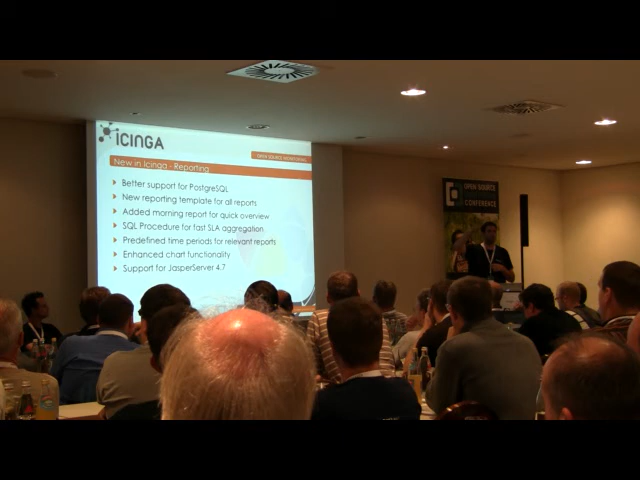 ICINGA
OPEN SOURCE MONITORING
New in Icinga - Reporting
Better support for PostgreSQL
New reporting template for all reports
Added morning report for quick overview
SQL Procedure for fast SLA aggregation
Predefined time periods for relevant reports
Enhanced chart functionality
Support for JasperServer 4.7
OPEN SOURCE
CONFERENCE